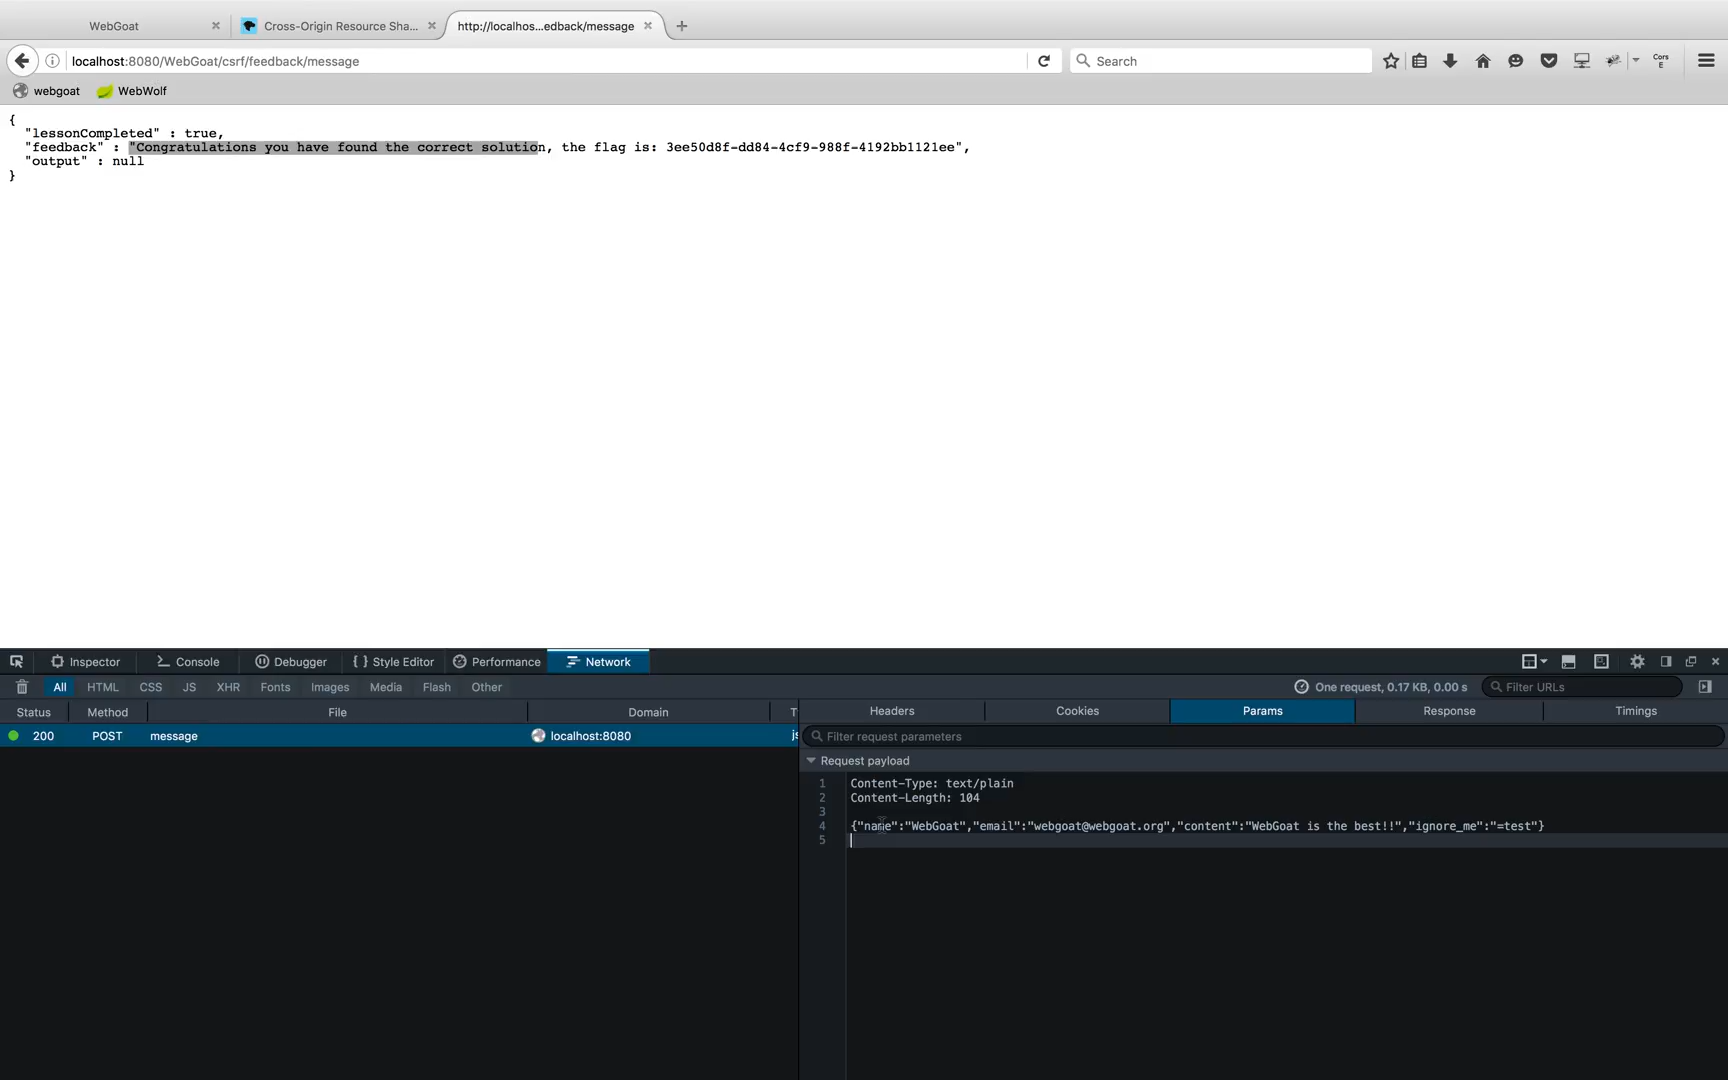 WebGoat
Cross-Origin Resource Sha...
http://localhos...edback/message
localhost:8080/WebGoat/csrf/feedback/message
Search
Cors
E
webgoat
WebWolf
{
"lessonCompleted" : true,
"feedback" : "Congratulations you have found the correct solution, the flag is: 3ee50d8f-dd84-4cf9-988f-4192bb1121ee",
"output" : null
}
Inspector
Console
Debugger
{ } Style Editor
Performance
Network
All
HTML
CSS
JS
XHR
Fonts
Images
Media
Flash
Other
One request, 0.17 KB, 0.00 s
Filter URLs
Status
Method
File
Domain
T
Headers
Cookies
Params
Response
Timings
200
POST
message
localhost:8080
js
Filter request parameters
Request payload
1 Content-Type: text/plain
2 Content-Length: 104
3
4 {"name":"WebGoat","email":"webgoat@webgoat.org","content":"WebGoat is the best!!","ignore_me":"=test"}
5